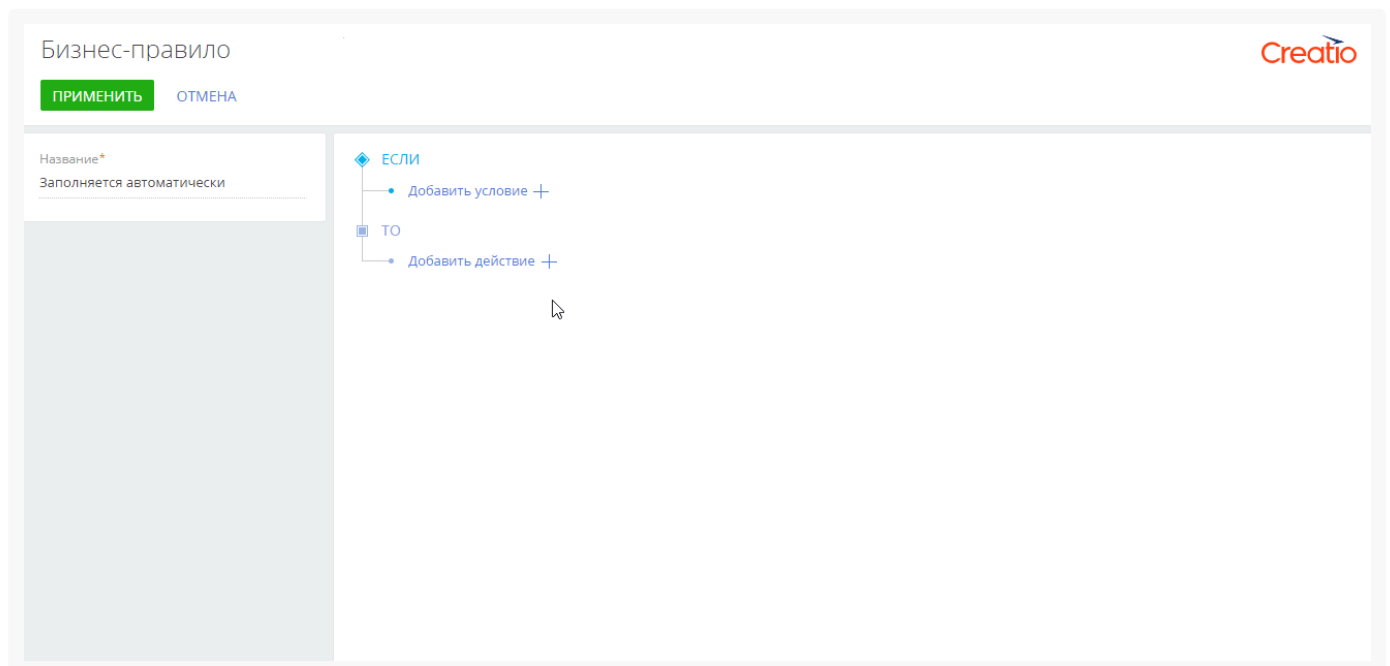 Бизнес-правило
Creatio
ПРИМЕНИТЬ ОТМЕНА
Название*
Заполняется автоматически
ЕСЛИ
Добавить условие
ТО
Добавить действие